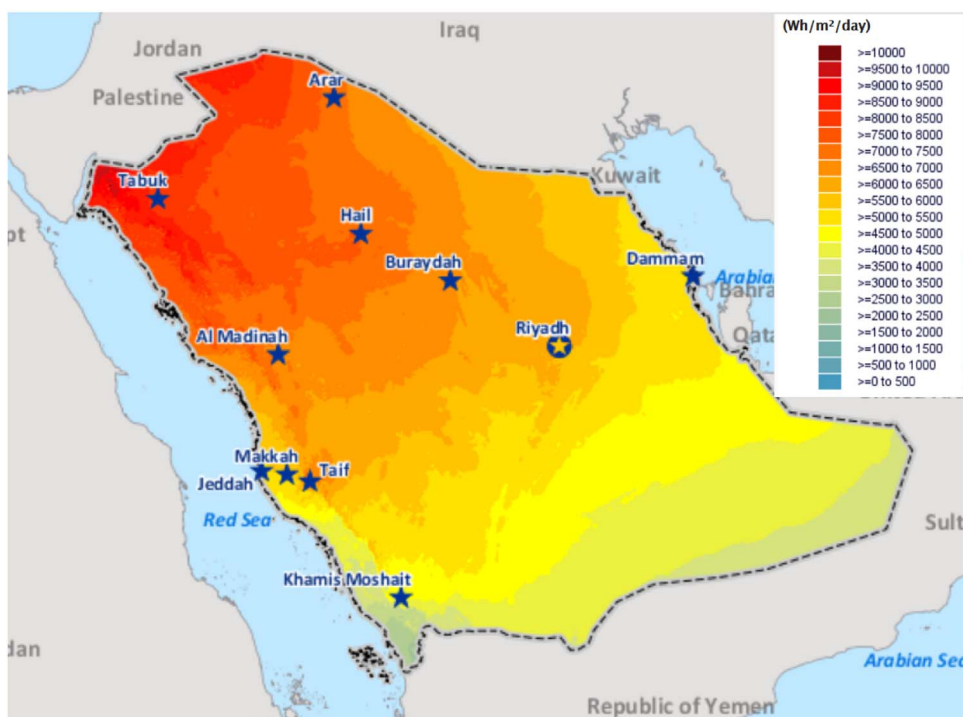 (Wh/m²/day)
>=10000
>=9500 to 10000
>=9000 to 9500
>=8500 to 9000
>=8000 to 8500
>=7500 to 8000
>=7000 to 7500
>=6500 to 7000
>=6000 to 6500
>=5500 to 6000
>=5000 to 5500
>=4500 to 5000
>=4000 to 4500
>=3500 to 4000
>=3000 to 3500
>=2500 to 3000
>=2000 to 2500
>=1500 to 2000
>=1000 to 1500
>=500 to 1000
>=0 to 500
Iraq
Jordan
Arar
Palestine
Kuwait
Tabuk
Hail
pt
Buraydah
Dammam
Arabian
Bahra
Riyadh
Qata
Al Madinah
Makkah
Taif
Jeddah
Red Sea
Sult
Khamis Moshait
dan
Arabian Sea
Republic of Yemen